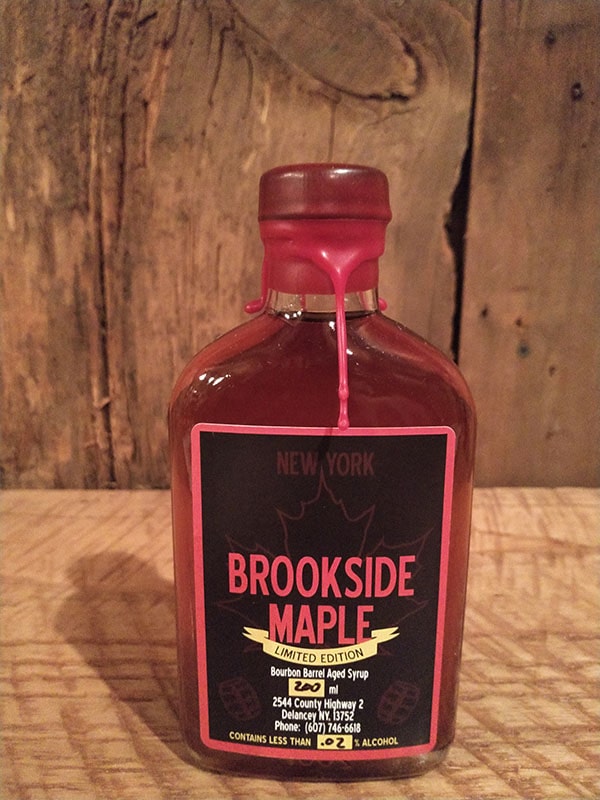 NEW YORK
BROOKSIDE
MAPLE
LIMITED EDITION
Bourbon Barrel Aged Syrup
200 ml
2544 County Highway 2
Delancey NY. 13752
Phone: (607) 746-6618
CONTAINS LESS THAN .02 % ALCOHOL